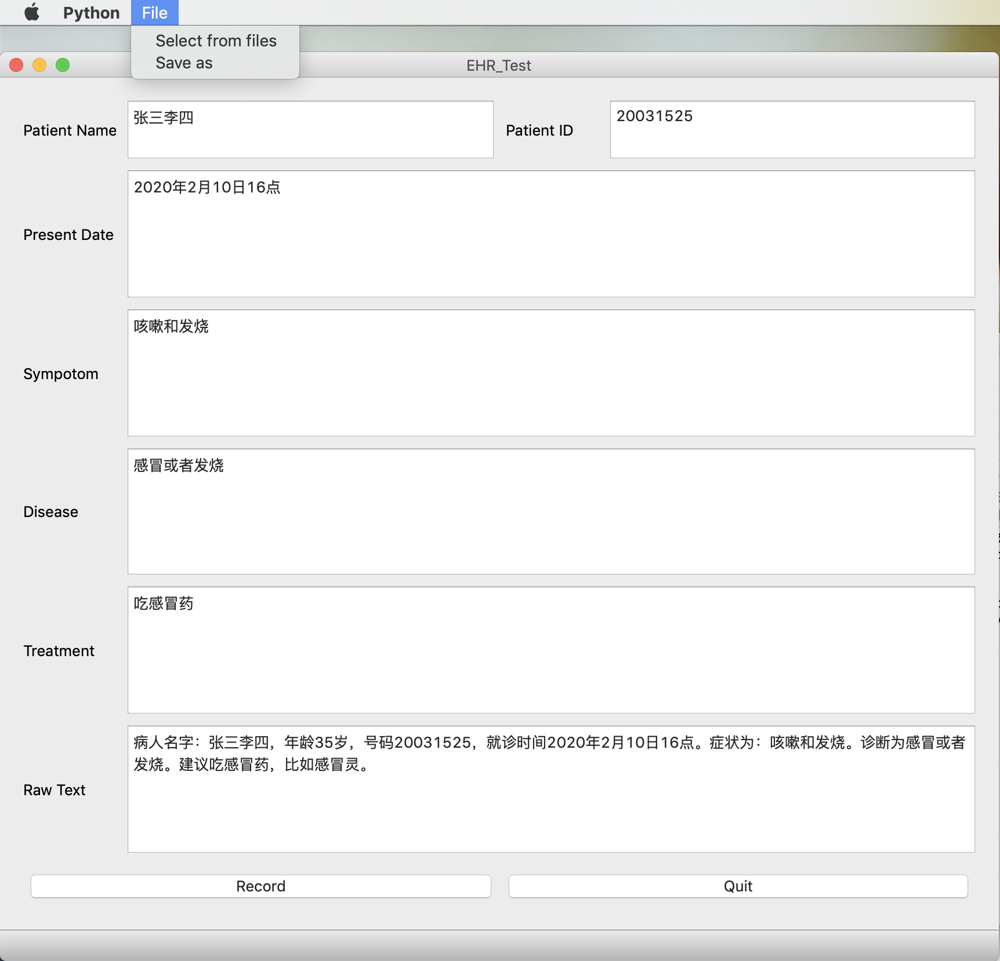 Python File
Select from files
Save as
EHR_Test
Patient Name 张三李四 Patient ID 20031525
Present Date 2020年2月10日16点
Sympotom 咳嗽和发烧
Disease 感冒或者发烧
Treatment 吃感冒药
Raw Text 病人名字：张三李四，年龄35岁，号码20031525，就诊时间2020年2月10日16点。症状为：咳嗽和发烧。诊断为感冒或者
发烧。建议吃感冒药，比如感冒灵。
Record Quit